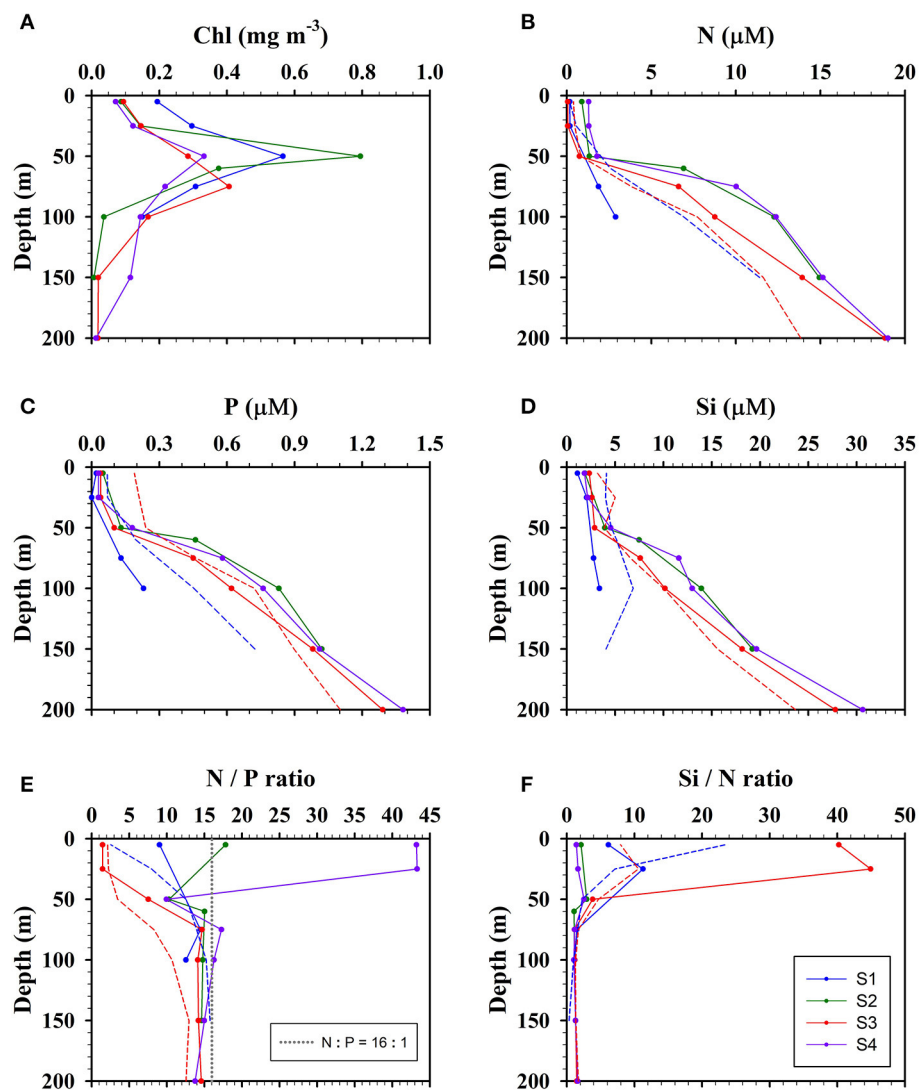 A
Chl (mg m-3)
0.0 0.2 0.4 0.6 0.8 1.0
Depth (m)
0
50
100
150
200
B
N (μM)
0 5 10 15 20
Depth (m)
0
50
100
150
200
C
P (μM)
0.0 0.3 0.6 0.9 1.2 1.5
Depth (m)
0
50
100
150
200
D
Si (μM)
0 5 10 15 20 25 30 35
Depth (m)
0
50
100
150
200
E
N / P ratio
0 5 10 15 20 25 30 35 40 45
Depth (m)
0
50
100
150
200
N : P = 16 : 1
F
Si / N ratio
0 10 20 30 40 50
Depth (m)
0
50
100
150
200
S1
S2
S3
S4